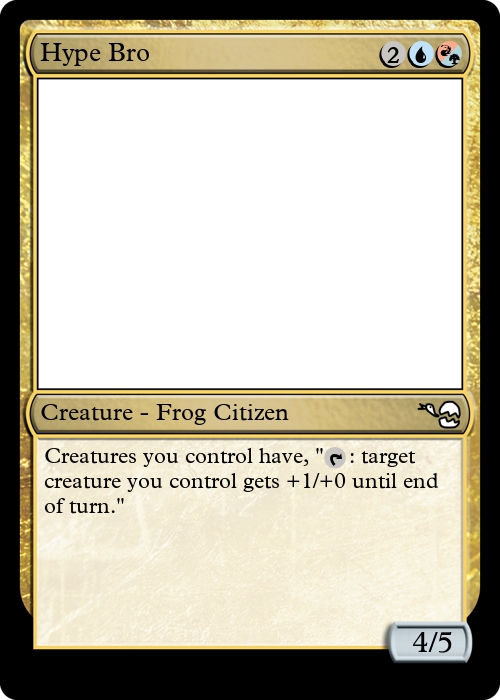 Hype Bro 2
Creature - Frog Citizen
Creatures you control have, " : target
creature you control gets +1/+0 until end
of turn."
4/5